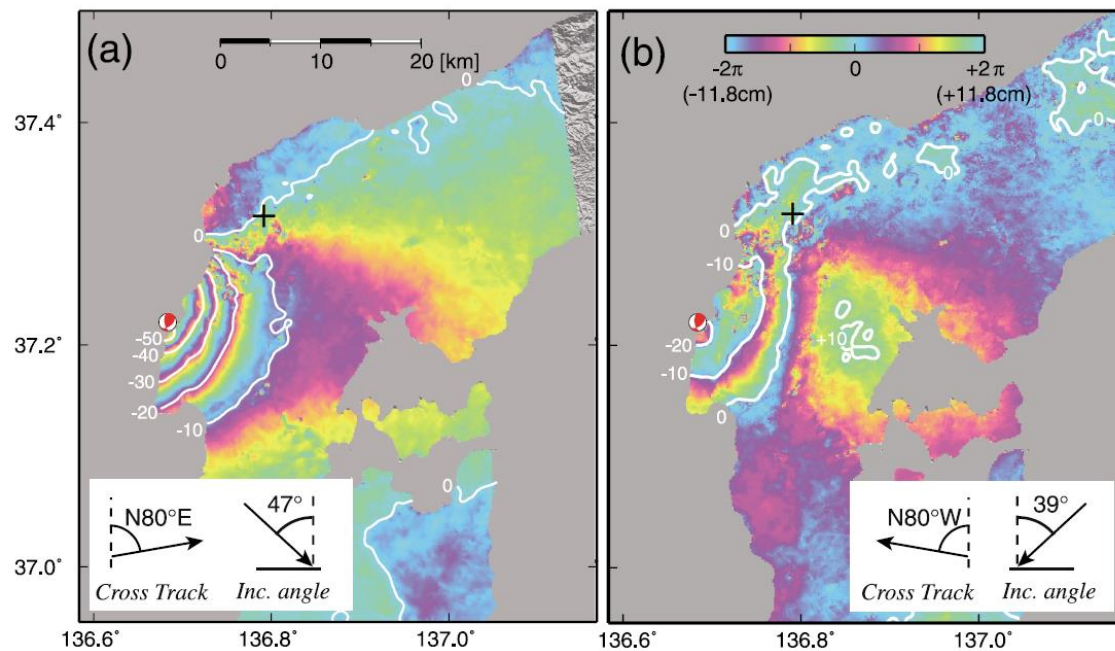 (a)
0 10 20 [km]
0
0
-50
-40
-30
-20
-10
0
N80°E
47°
Cross Track
Inc. angle
37.4°
37.2°
37.0°
136.6° 136.8° 137.0°
(b)
-2π 0 +2π
(-11.8cm) (+11.8cm)
0
0
0
-10
+10
-20
-10
0
N80°W
39°
Cross Track
Inc. angle
136.6° 136.8° 137.0°